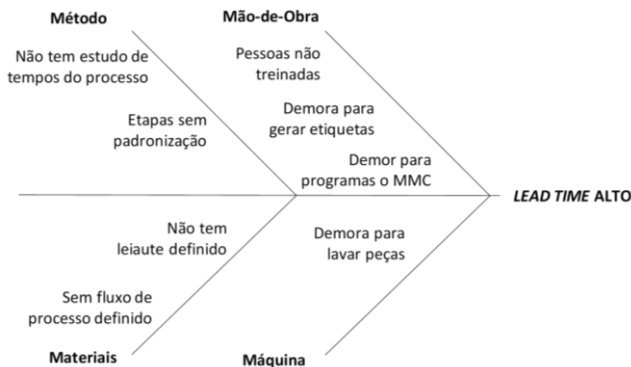 Método
Mão-de-Obra
Não tem estudo de
tempos do processo
Pessoas não
treinadas
Etapas sem
padronização
Demora para
gerar etiquetas
Demor para
programas o MMC
LEAD TIME ALTO
Não tem
leiaute definido
Demora para
lavar peças
Sem fluxo de
processo definido
Materiais
Máquina